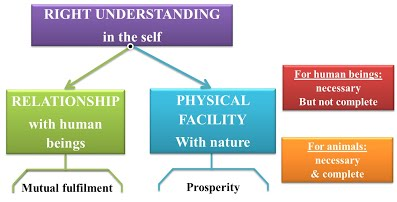 RIGHT UNDERSTANDING
in the self
RELATIONSHIP
with human
beings
PHYSICAL
FACILITY
With nature
For human beings:
necessary
But not complete
For animals:
necessary
& complete
Mutual fulfilment
Prosperity